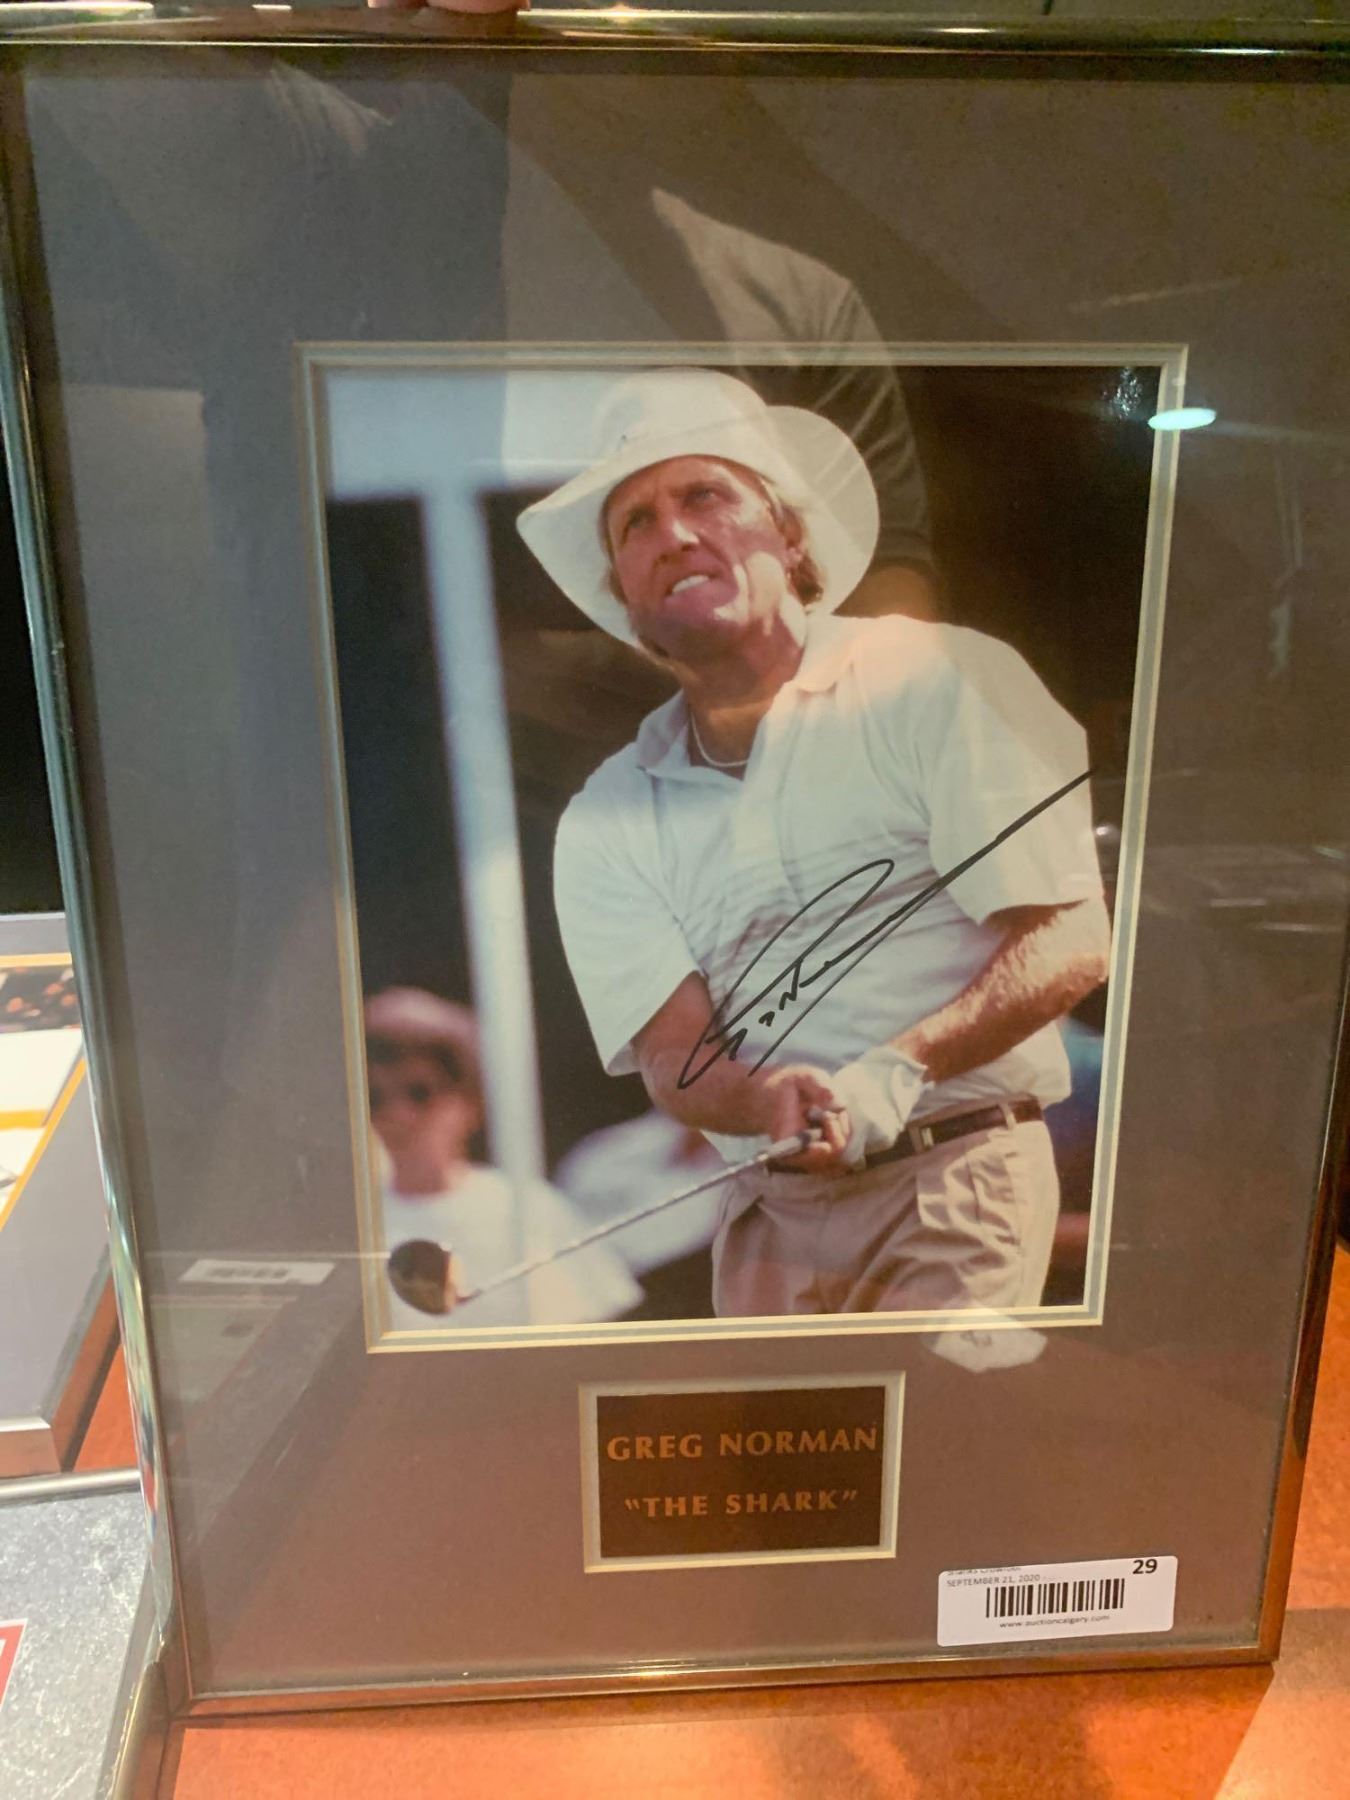 GREG NORMAN
"THE SHARK"
29
SEPTEMBER 21, 2020
www.auctioncalgary.com